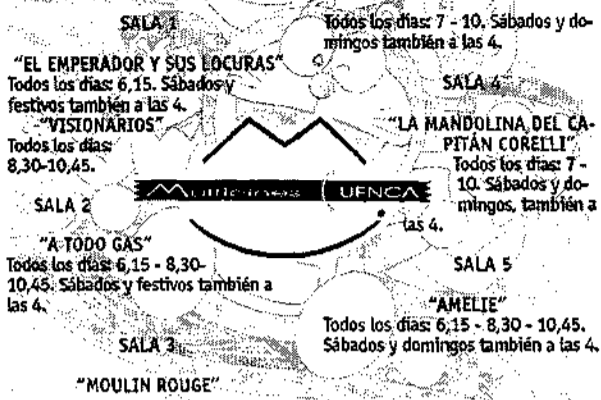 SALA 1
"EL EMPERADOR Y SUS LOCURAS"
Todos los días: 6,15. Sábados y
festivos también a las 4.
"VISIONARIOS"
Todos los días:
8,30-10,45.
SALA 2
"A TODO GAS"
Todos los días: 6,15 - 8,30-
10,45. Sábados y festivos también a
las 4.
SALA 3
"MOULIN ROUGE"
Todos los días: 7 - 10. Sábados y do-
mingos también a las 4.
SALA 4
"LA MANDOLINA DEL CA-
PITÁN CORELLI"
Todos los días: 7 -
10. Sábados y do-
mingos, también a
las 4.
SALA 5
"AMELIE"
Todos los días: 6,15 - 8,30 - 10,45.
Sábados y domingos también a las 4.
Multicines CUENCA